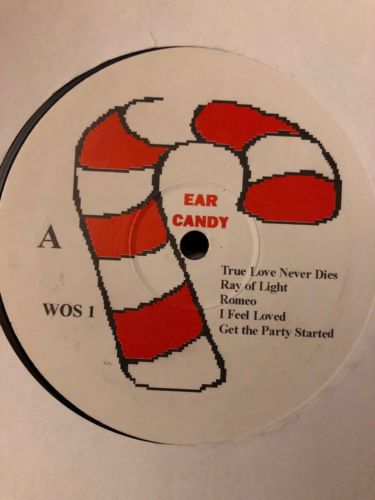 EAR
CANDY
A
WOS 1
True Love Never Dies
Ray of Light
Romeo
I Feel Loved
Get the Party Started